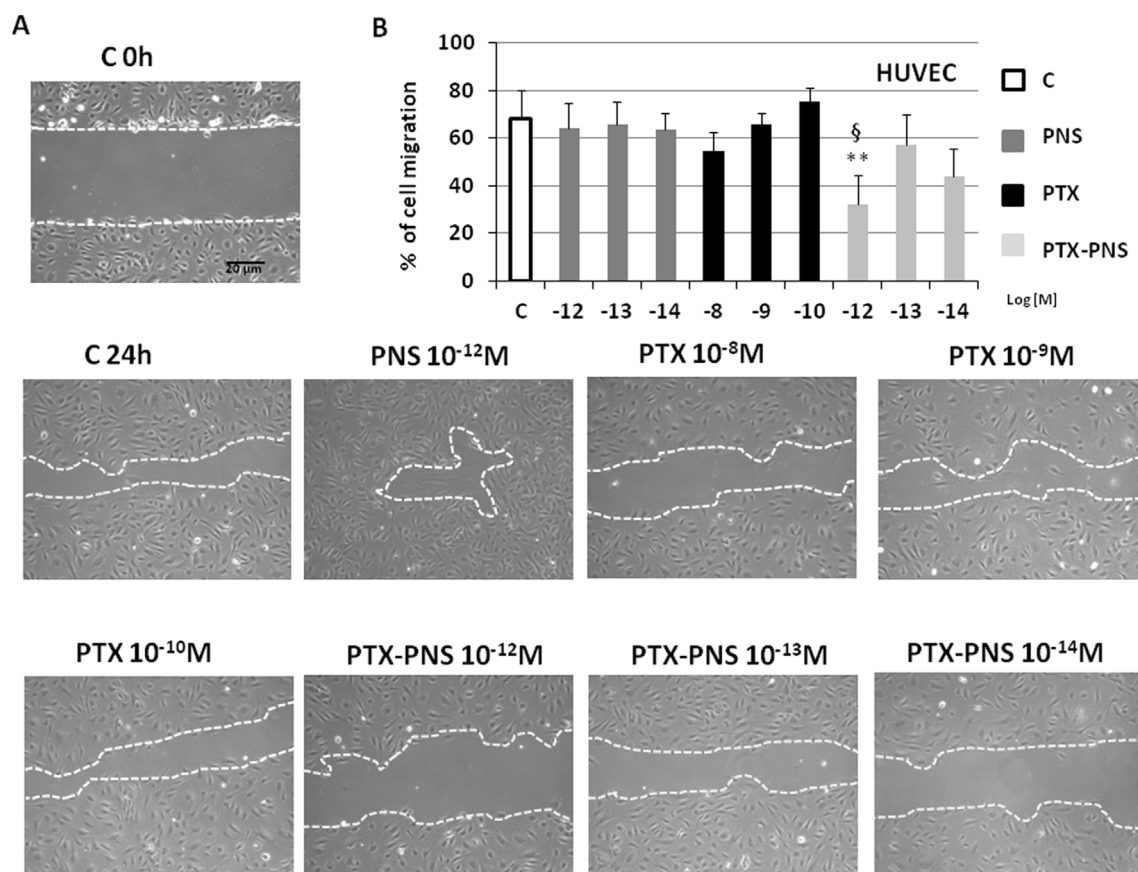 A
C 0h
20 µm
B
% of cell migration
100
80
60
40
20
0
HUVEC
§
**
C -12 -13 -14 -8 -9 -10 -12 -13 -14
C
PNS
PTX
PTX-PNS
Log [M]
C 24h
PNS 10⁻¹²M
PTX 10⁻⁸M
PTX 10⁻⁹M
PTX 10⁻¹⁰M
PTX-PNS 10⁻¹²M
PTX-PNS 10⁻¹³M
PTX-PNS 10⁻¹⁴M